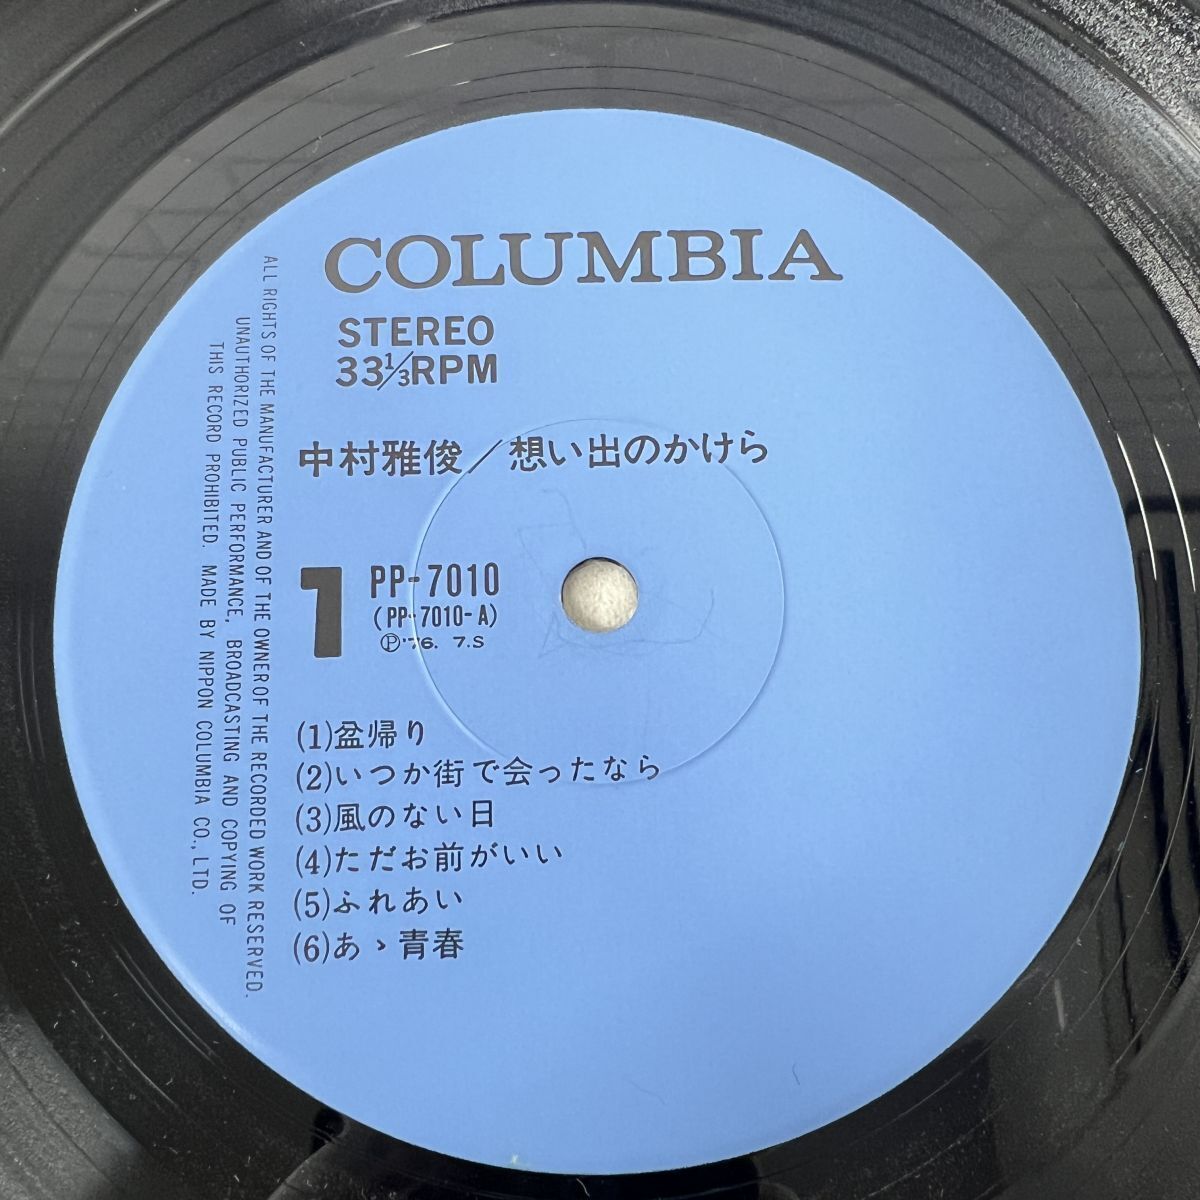 COLUMBIA
STEREO
33 1/3 RPM
中村雅俊／想い出のかけら
1
PP-7010
(PP-7010-A)
Ⓟ'76. 7.S
(1)盆帰り
(2)いつか街で会ったなら
(3)風のない日
(4)ただお前がいい
(5)ふれあい
(6)あゝ青春
ALL RIGHTS OF THE MANUFACTURER AND OF THE OWNER OF THE RECORDED WORK RESERVED.
UNAUTHORIZED PUBLIC PERFORMANCE, BROADCASTING AND COPYING OF
THIS RECORD PROHIBITED. MADE BY NIPPON COLUMBIA CO., LTD.